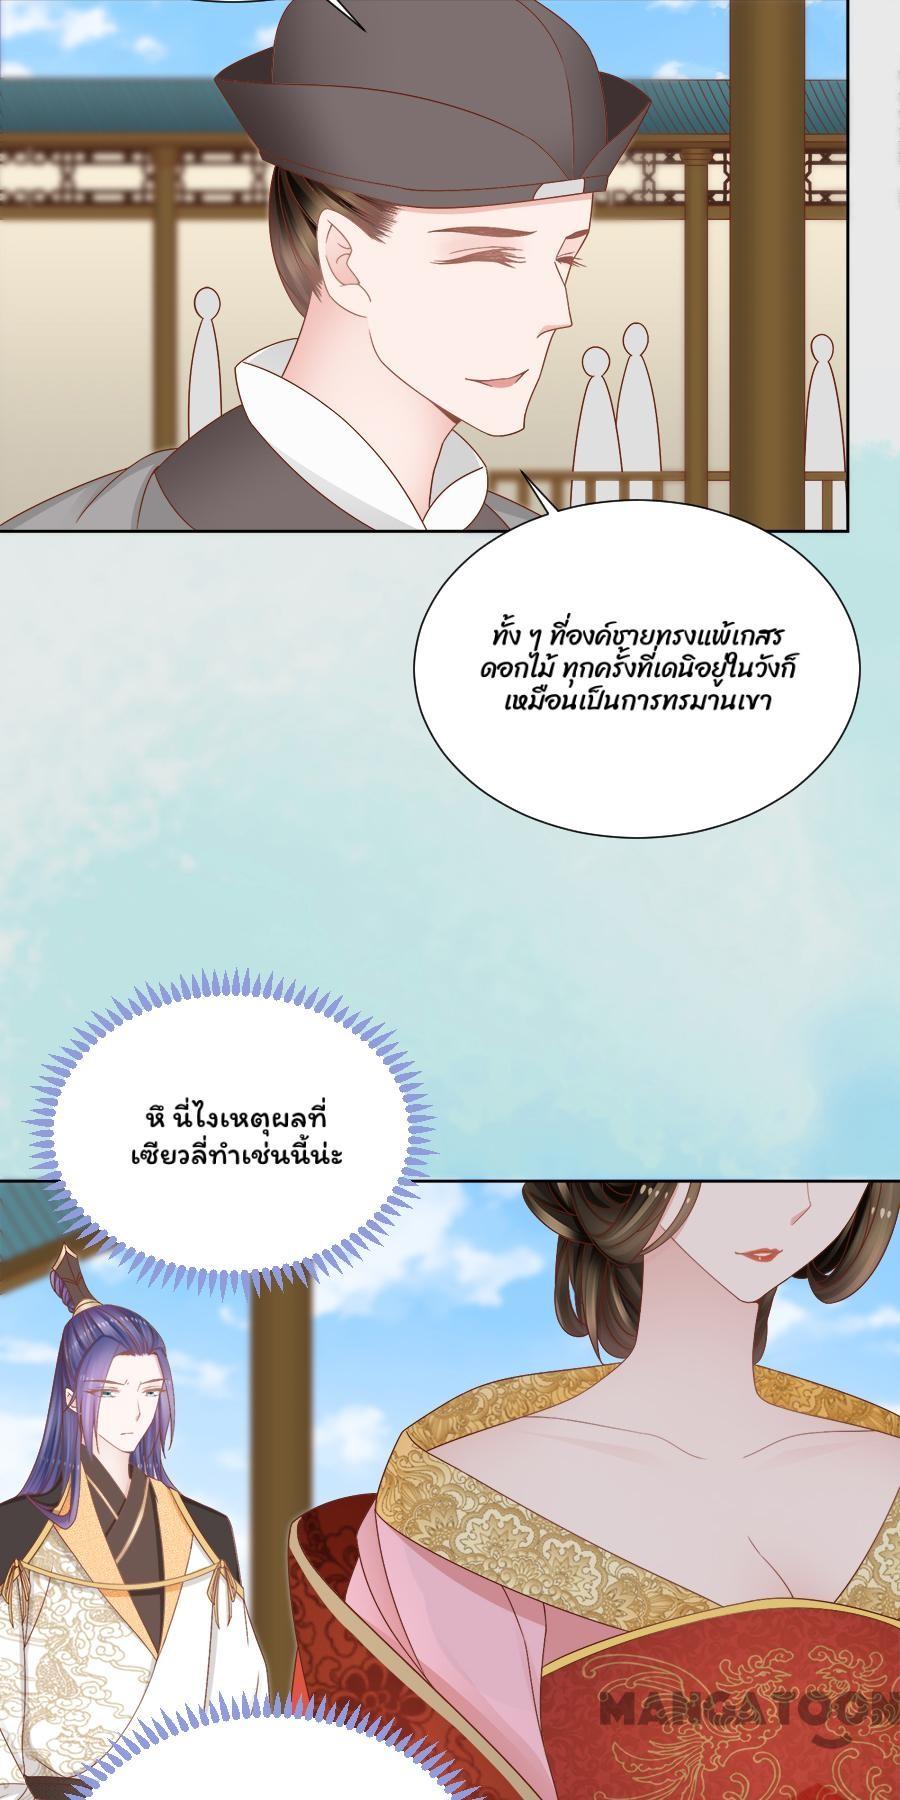 ทั้ง ๆ ที่องค์ชายทรงแพ้เกสร
ดอกไม้ ทุกครั้งที่เดนิอยู่ในวังก็
เหมือนเป็นการทรมานเขา
หึ นี่ไงเหตุผลที่
เซียวลี่ทำเช่นนี้น่ะ
MANGATOON